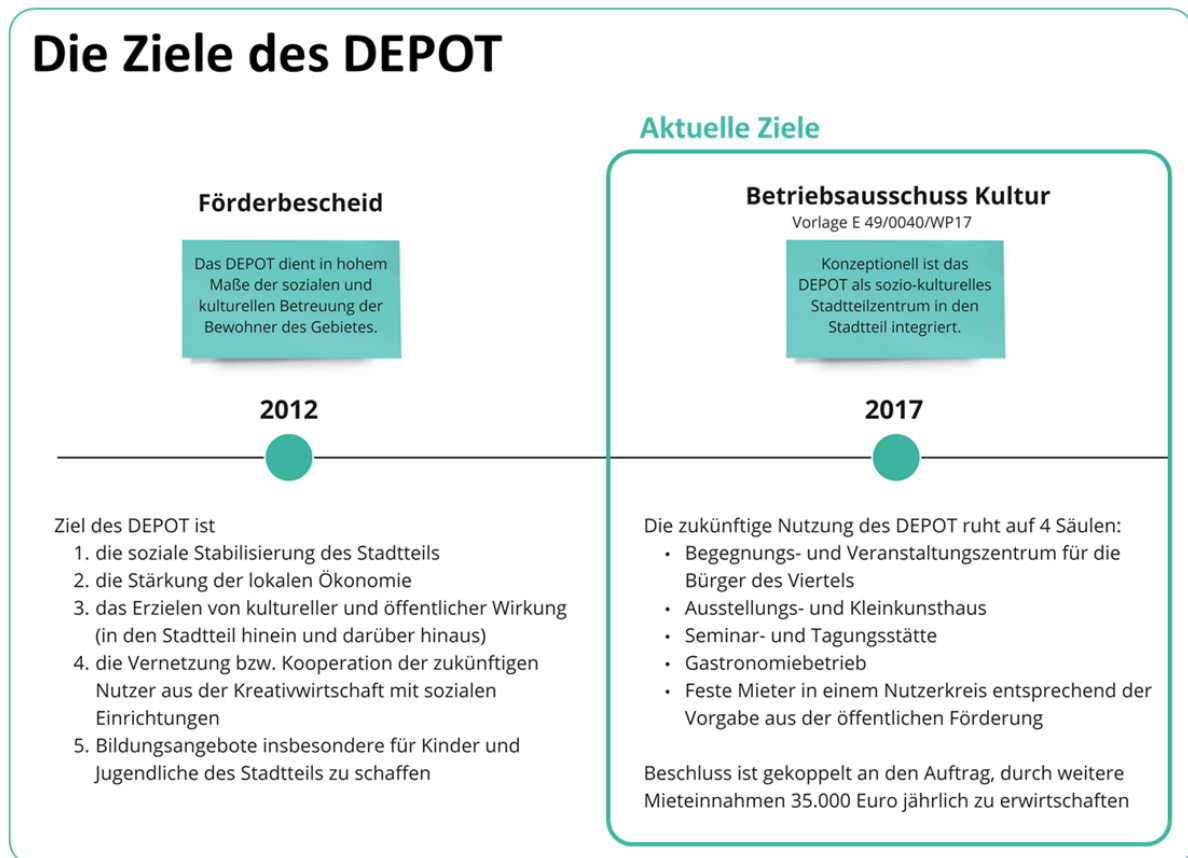 Die Ziele des DEPOT
Aktuelle Ziele
Förderbescheid
Das DEPOT dient in hohem
Maße der sozialen und
kulturellen Betreuung der
Bewohner des Gebietes.
2012
Ziel des DEPOT ist
1. die soziale Stabilisierung des Stadtteils
2. die Stärkung der lokalen Ökonomie
3. das Erzielen von kultureller und öffentlicher Wirkung
(in den Stadtteil hinein und darüber hinaus)
4. die Vernetzung bzw. Kooperation der zukünftigen
Nutzer aus der Kreativwirtschaft mit sozialen
Einrichtungen
5. Bildungsangebote insbesondere für Kinder und
Jugendliche des Stadtteils zu schaffen
Betriebsausschuss Kultur
Vorlage E 49/0040/WP17
Konzeptionell ist das
DEPOT als sozio-kulturelles
Stadtteilzentrum in den
Stadtteil integriert.
2017
Die zukünftige Nutzung des DEPOT ruht auf 4 Säulen:
• Begegnungs- und Veranstaltungszentrum für die
Bürger des Viertels
• Ausstellungs- und Kleinkunsthaus
• Seminar- und Tagungsstätte
• Gastronomiebetrieb
• Feste Mieter in einem Nutzerkreis entsprechend der
Vorgabe aus der öffentlichen Förderung
Beschluss ist gekoppelt an den Auftrag, durch weitere
Mieteinnahmen 35.000 Euro jährlich zu erwirtschaften